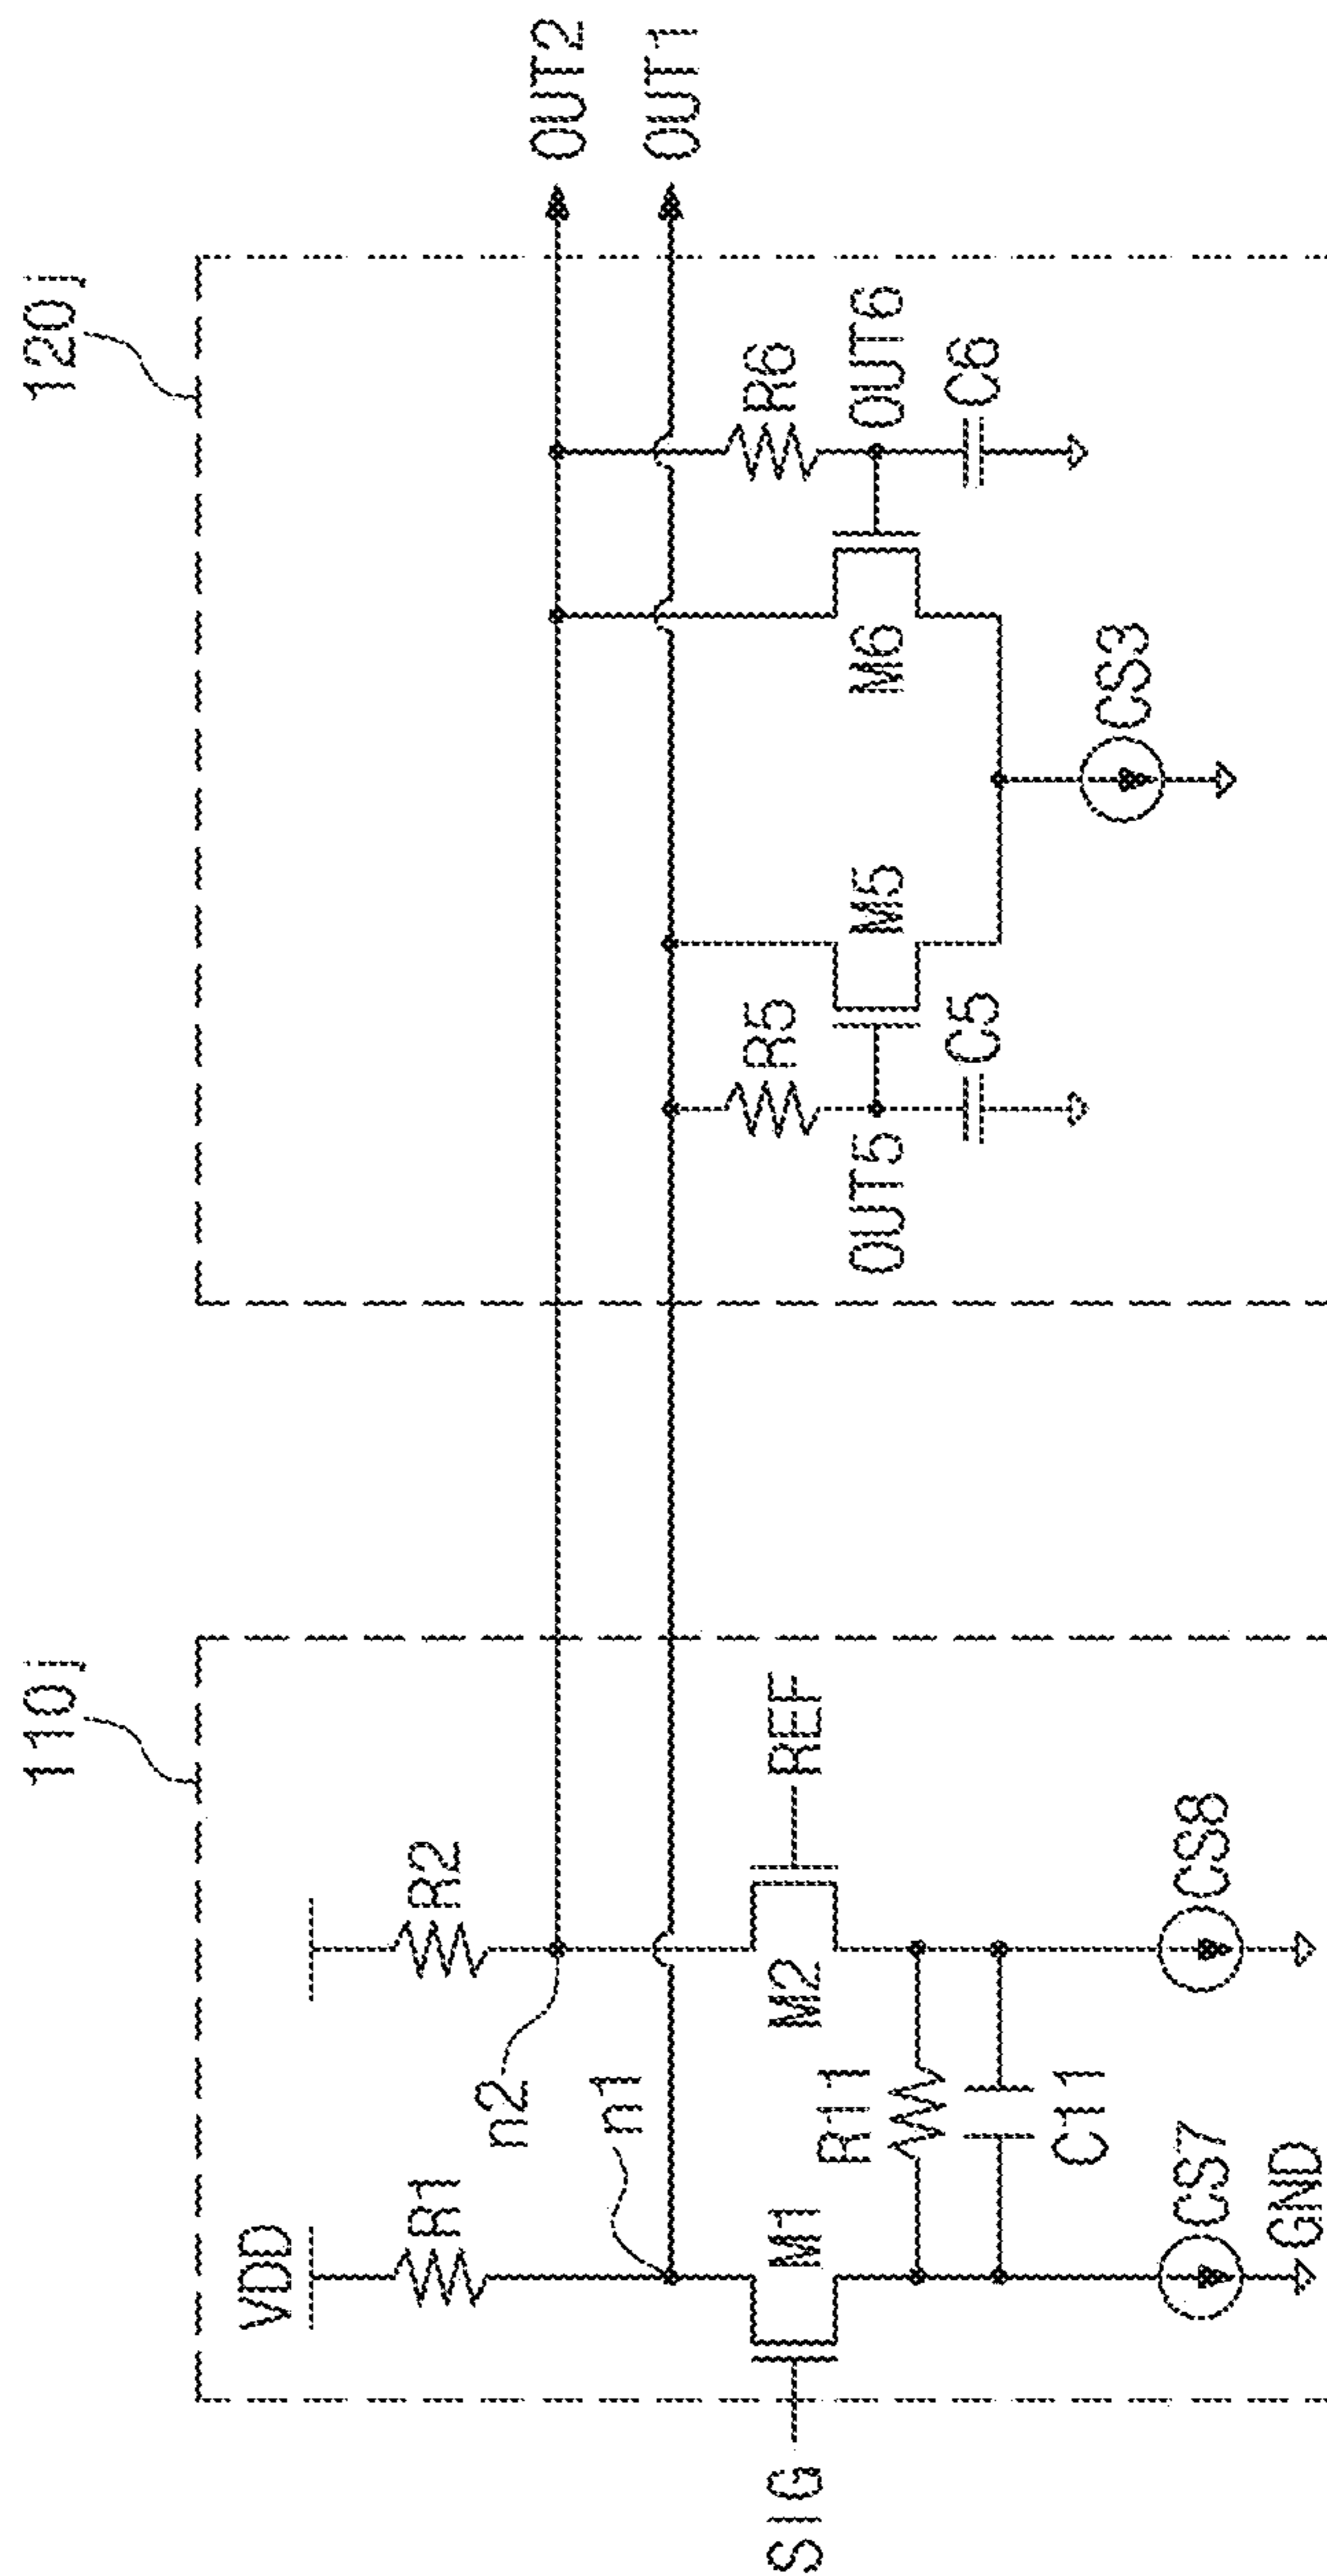 110J
120J
VDD
R1
R2
n2
n1
OUT2
OUT1
SIG
M1
M2
REF
R11
C11
CS7
CS8
GND
R5
R6
OUT5
M5
M6
OUT6
C5
C6
CS3